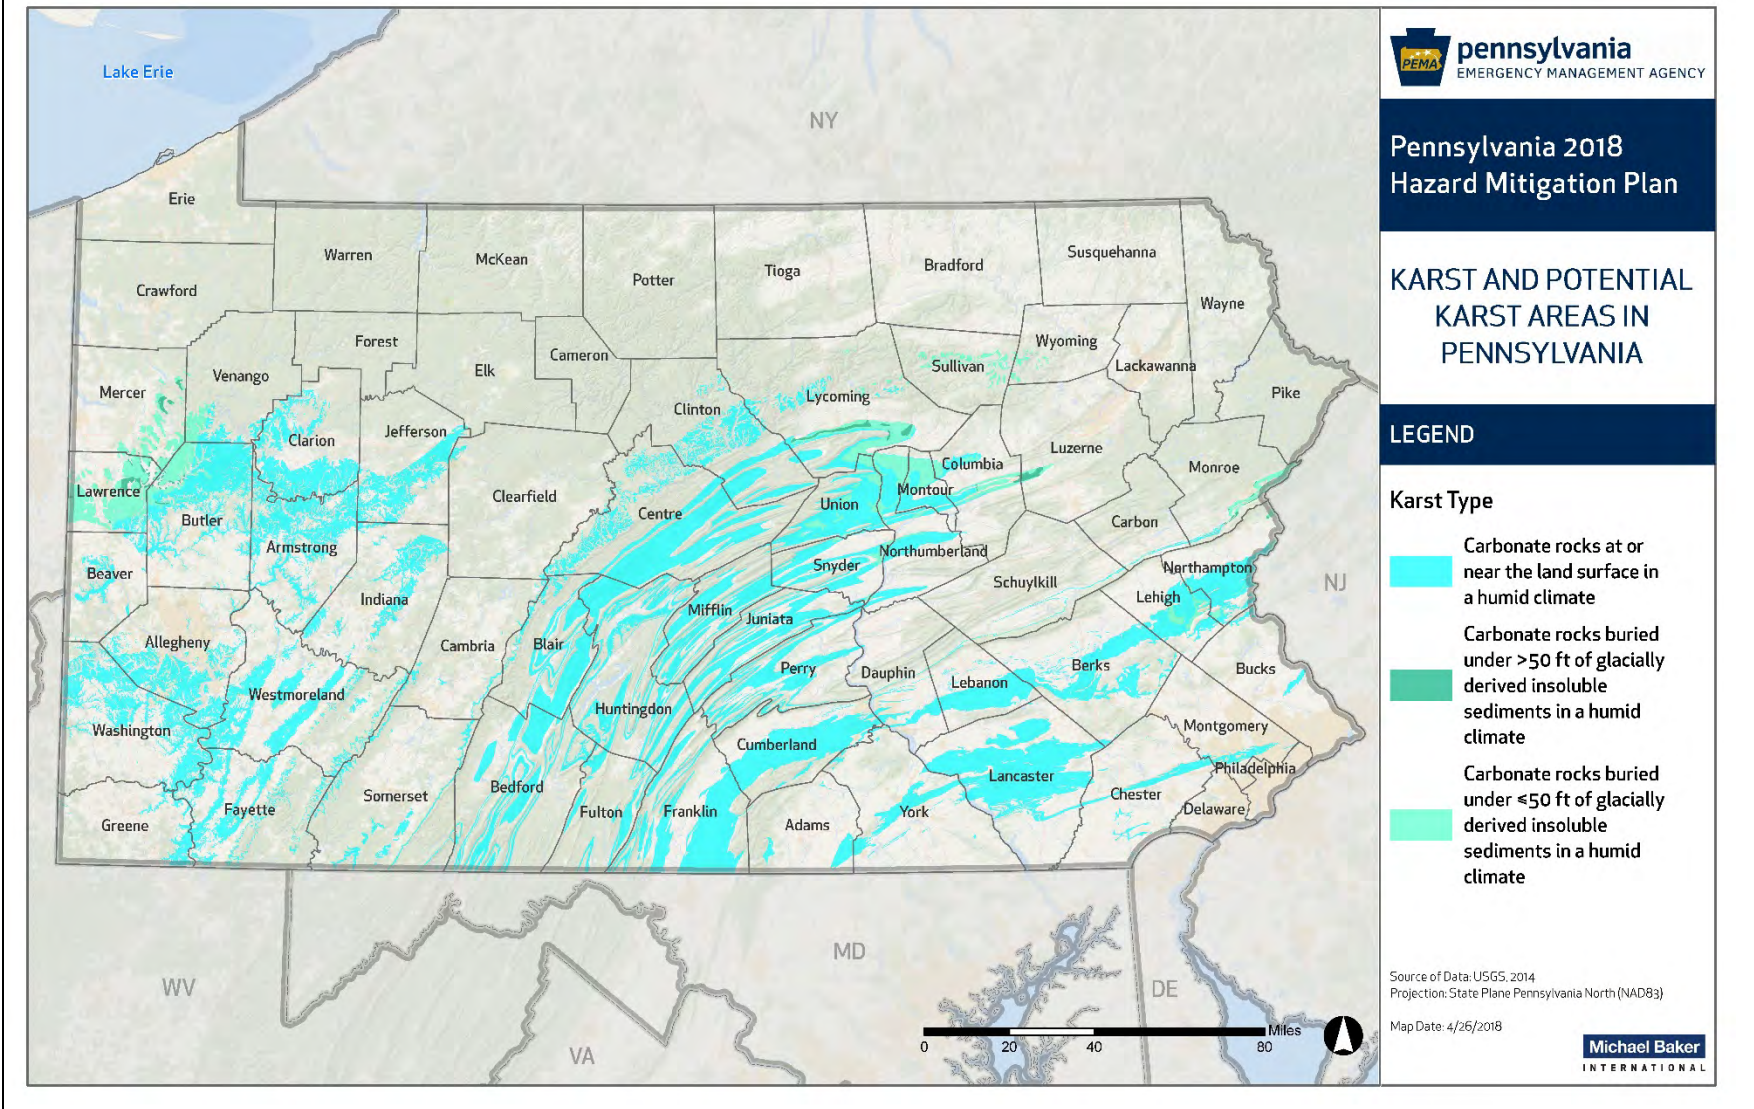 Lake Erie
NY
Erie
Warren
McKean
Potter
Tioga
Bradford
Susquehanna
Wayne
Crawford
Forest
Cameron
Elk
Venango
Mercer
Sullivan
Wyoming
Lackawanna
Pike
Clinton
Lycoming
Clarion
Jefferson
Luzerne
Monroe
Columbia
Montour
Lawrence
Clearfield
Centre
Union
Butler
Carbon
Armstrong
Northumberland
Snyder
Northampton
Beaver
Schuylkill
NJ
Indiana
Lehigh
Mifflin
Juniata
Allegheny
Cambria
Blair
Perry
Dauphin
Lebanon
Berks
Bucks
Westmoreland
Huntingdon
Washington
Cumberland
Montgomery
Lancaster
Philadelphia
Bedford
Somerset
Chester
Fayette
Fulton
Franklin
York
Delaware
Greene
Adams
MD
WV
DE
VA
Miles
0 20 40 80
PEMA
pennsylvania
EMERGENCY MANAGEMENT AGENCY
Pennsylvania 2018
Hazard Mitigation Plan
KARST AND POTENTIAL
KARST AREAS IN
PENNSYLVANIA
LEGEND
Karst Type
Carbonate rocks at or
near the land surface in
a humid climate
Carbonate rocks buried
under >50 ft of glacially
derived insoluble
sediments in a humid
climate
Carbonate rocks buried
under ≤50 ft of glacially
derived insoluble
sediments in a humid
climate
Source of Data: USGS, 2014
Projection: State Plane Pennsylvania North (NAD83)
Map Date: 4/26/2018
Michael Baker
INTERNATIONAL